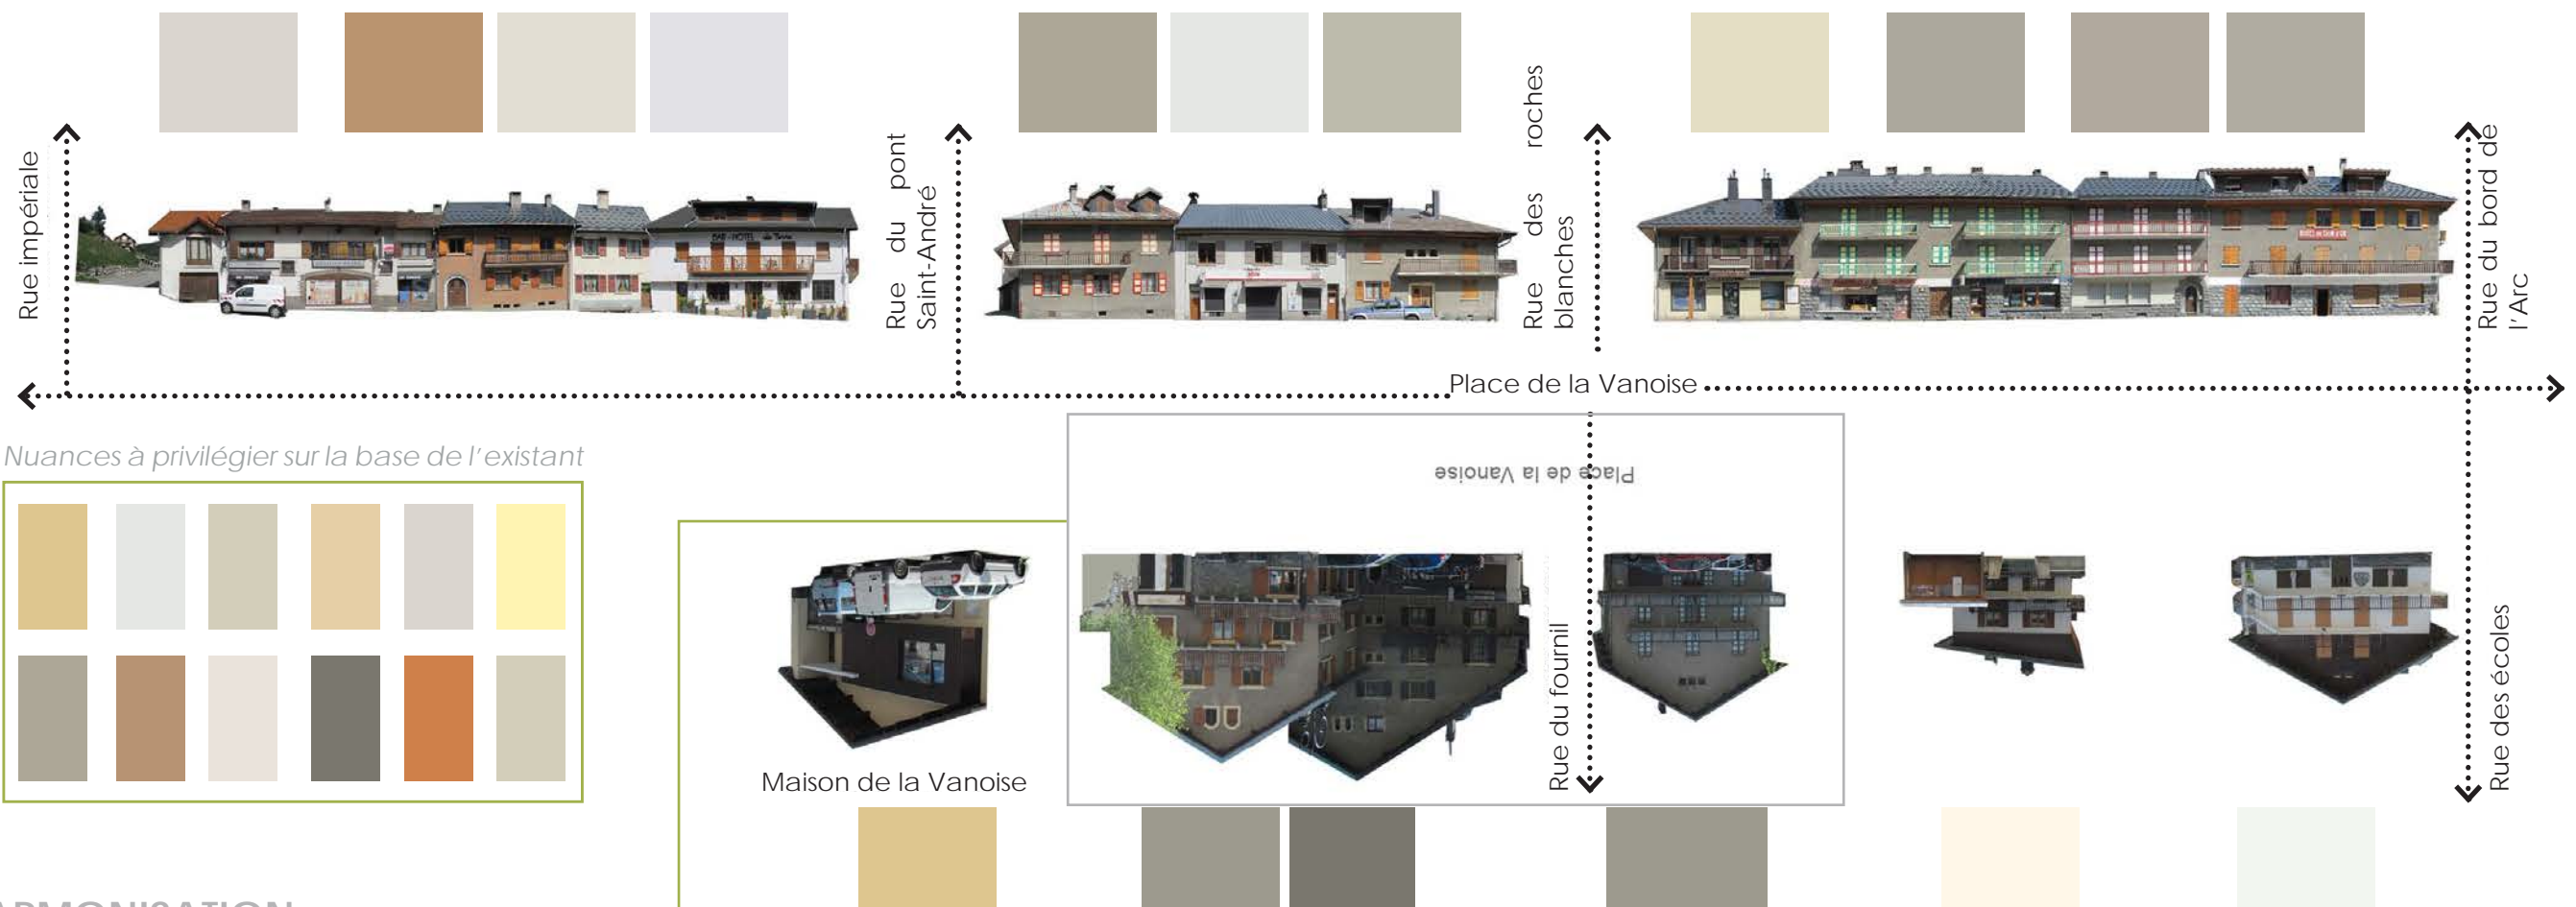 Rue impériale
Rue du pont
Saint-André
Rue des roches
blanches
Rue du bord de
l'Arc
BAR - HOTEL
Place de la Vanoise
Nuances à privilégier sur la base de l'existant
Place de la Vanoise
Maison de la Vanoise
Rue du fournil
Rue des écoles